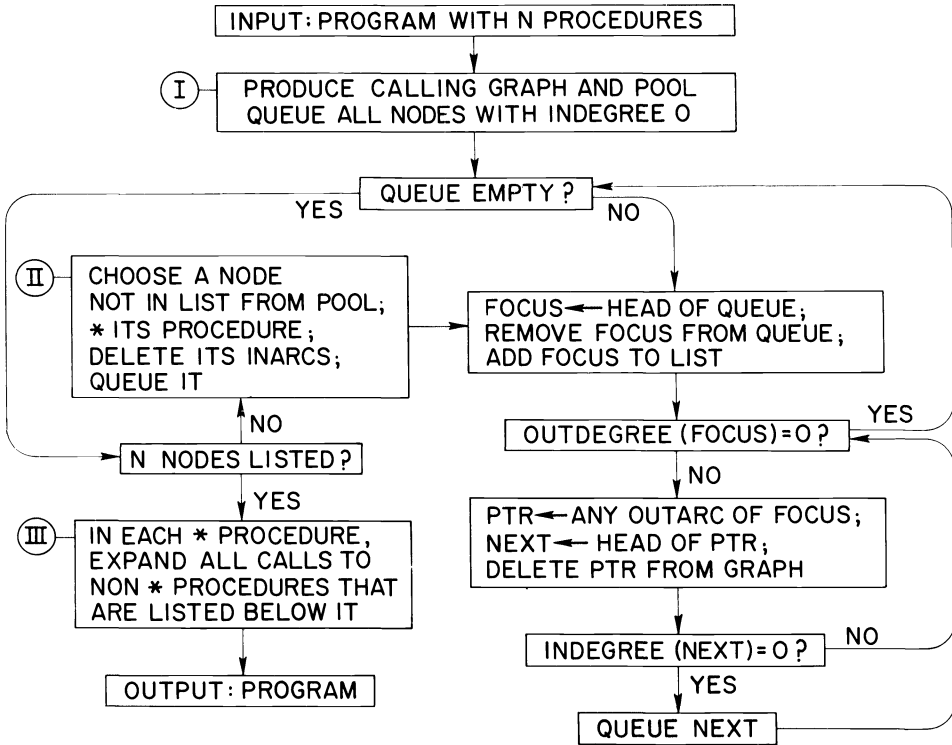 INPUT: PROGRAM WITH N PROCEDURES
I
PRODUCE CALLING GRAPH AND POOL
QUEUE ALL NODES WITH INDEGREE O
QUEUE EMPTY ?
YES
NO
II
CHOOSE A NODE
NOT IN LIST FROM POOL;
* ITS PROCEDURE;
DELETE ITS INARCS;
QUEUE IT
FOCUS ← HEAD OF QUEUE;
REMOVE FOCUS FROM QUEUE;
ADD FOCUS TO LIST
NO
YES
OUTDEGREE (FOCUS)=O ?
N NODES LISTED ?
NO
YES
III
IN EACH * PROCEDURE,
EXPAND ALL CALLS TO
NON * PROCEDURES THAT
ARE LISTED BELOW IT
PTR ← ANY OUTARC OF FOCUS;
NEXT ← HEAD OF PTR;
DELETE PTR FROM GRAPH
INDEGREE (NEXT)=O ?
NO
YES
OUTPUT: PROGRAM
QUEUE NEXT